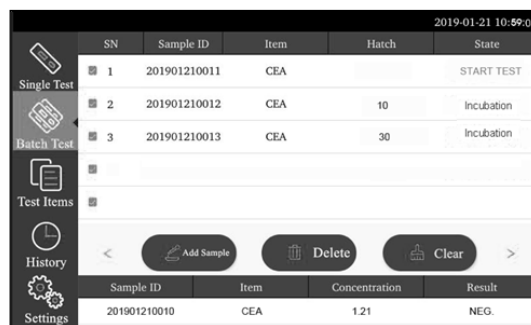 2019-01-21 10:59:0
SN Sample ID Item Hatch State
Single Test
1 201901210011 CEA START TEST
Batch Test
2 201901210012 CEA 10 Incubation
3 201901210013 CEA 30 Incubation
Test Items
History
Add Sample Delete Clear
Settings
Sample ID Item Concentration Result
201901210010 CEA 1.21 NEG.